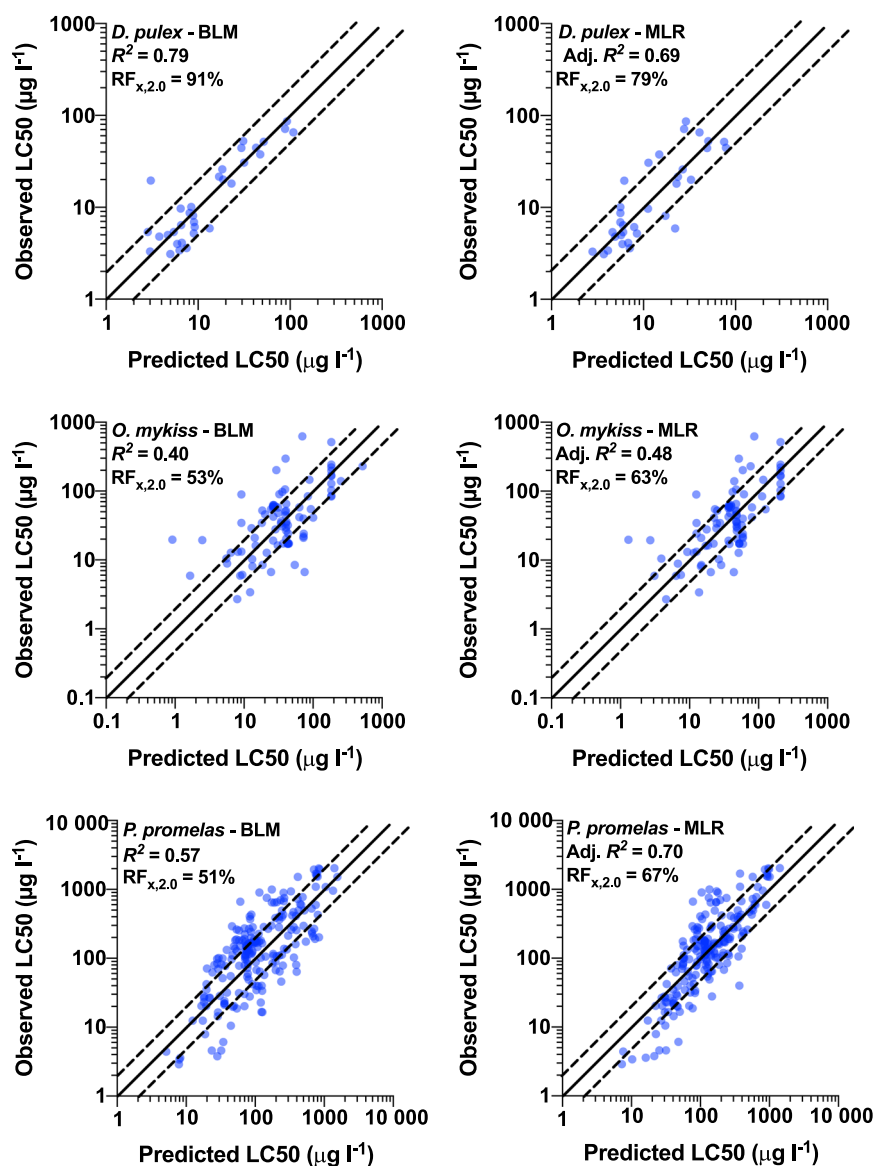 D. pulex - BLM
R² = 0.79
RFx,2.0 = 91%
1000
100
10
1
1 10 100 1000
Observed LC50 (µg l-1)
Predicted LC50 (µg l-1)
D. pulex - MLR
Adj. R² = 0.69
RFx,2.0 = 79%
1000
100
10
1
1 10 100 1000
Observed LC50 (µg l-1)
Predicted LC50 (µg l-1)
O. mykiss - BLM
R² = 0.40
RFx,2.0 = 53%
1000
100
10
1
0.1
0.1 1 10 100 1000
Observed LC50 (µg l-1)
Predicted LC50 (µg l-1)
O. mykiss - MLR
Adj. R² = 0.48
RFx,2.0 = 63%
1000
100
10
1
0.1
0.1 1 10 100 1000
Observed LC50 (µg l-1)
Predicted LC50 (µg l-1)
P. promelas - BLM
R² = 0.57
RFx,2.0 = 51%
10 000
1000
100
10
1
1 10 100 1000 10 000
Observed LC50 (µg l-1)
Predicted LC50 (µg l-1)
P. promelas - MLR
Adj. R² = 0.70
RFx,2.0 = 67%
10 000
1000
100
10
1
1 10 100 1000 10 000
Observed LC50 (µg l-1)
Predicted LC50 (µg l-1)